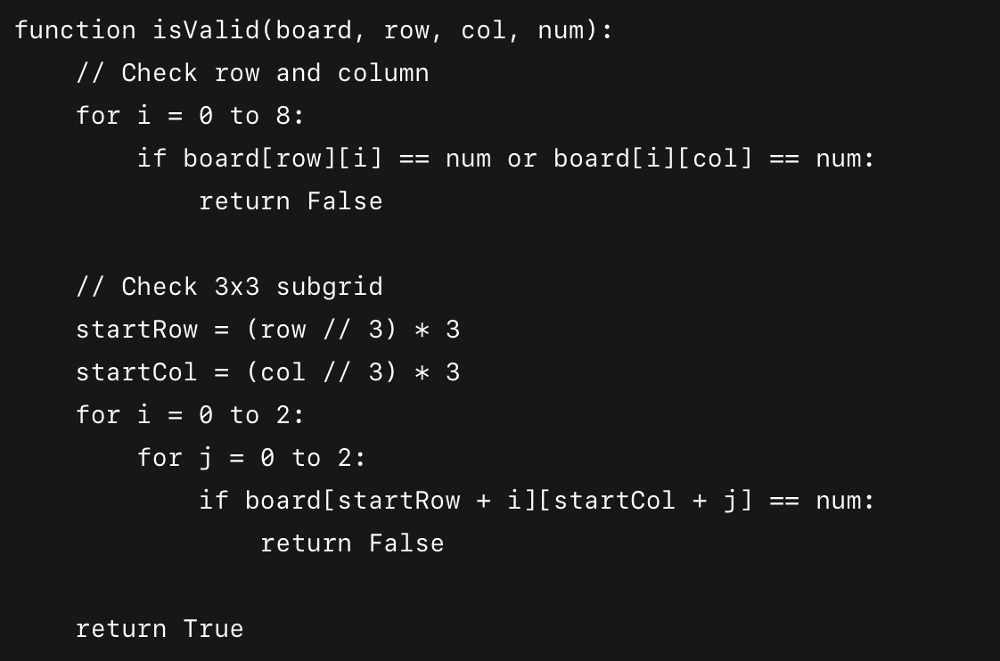 function isValid(board, row, col, num):
    // Check row and column
    for i = 0 to 8:
        if board[row][i] == num or board[i][col] == num:
            return False

    // Check 3x3 subgrid
    startRow = (row // 3) * 3
    startCol = (col // 3) * 3
    for i = 0 to 2:
        for j = 0 to 2:
            if board[startRow + i][startCol + j] == num:
                return False

    return True